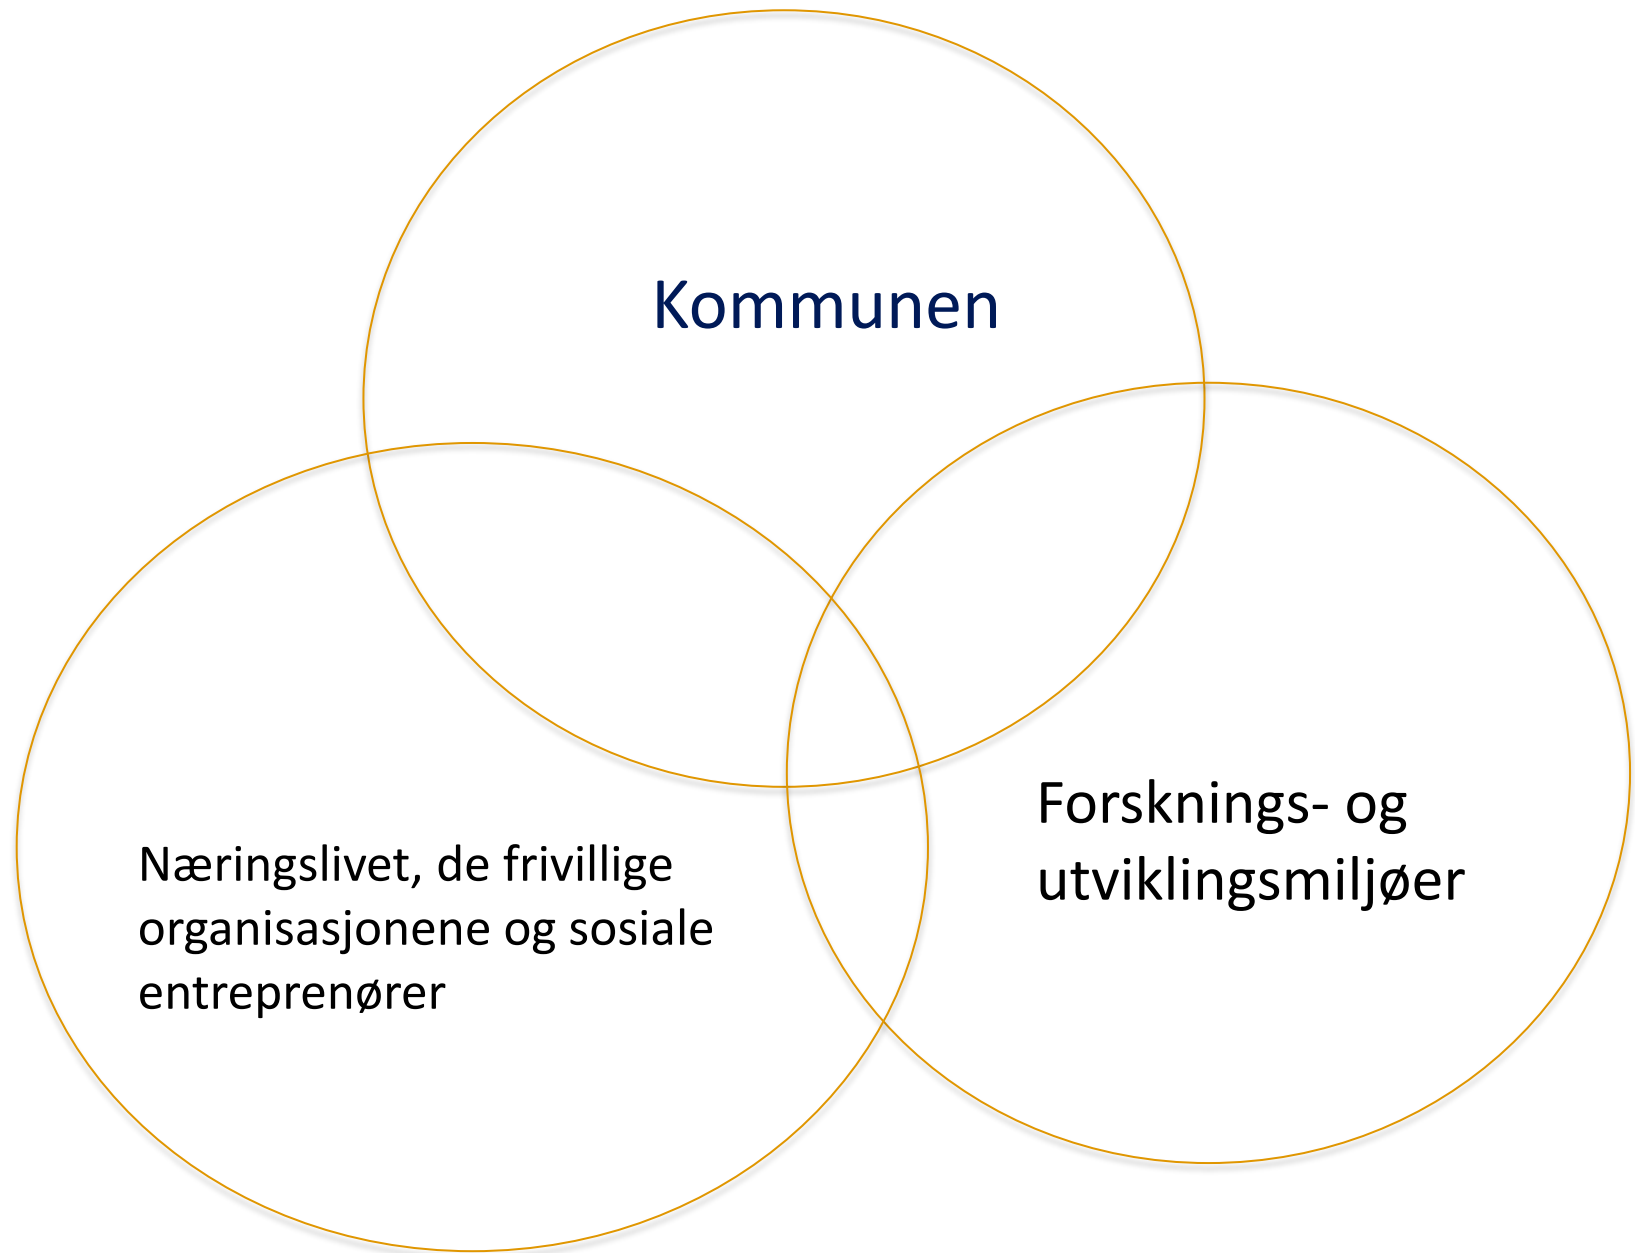 Kommunen
Forsknings- og
utviklingsmiljøer
Næringslivet, de frivillige
organisasjonene og sosiale
entreprenører